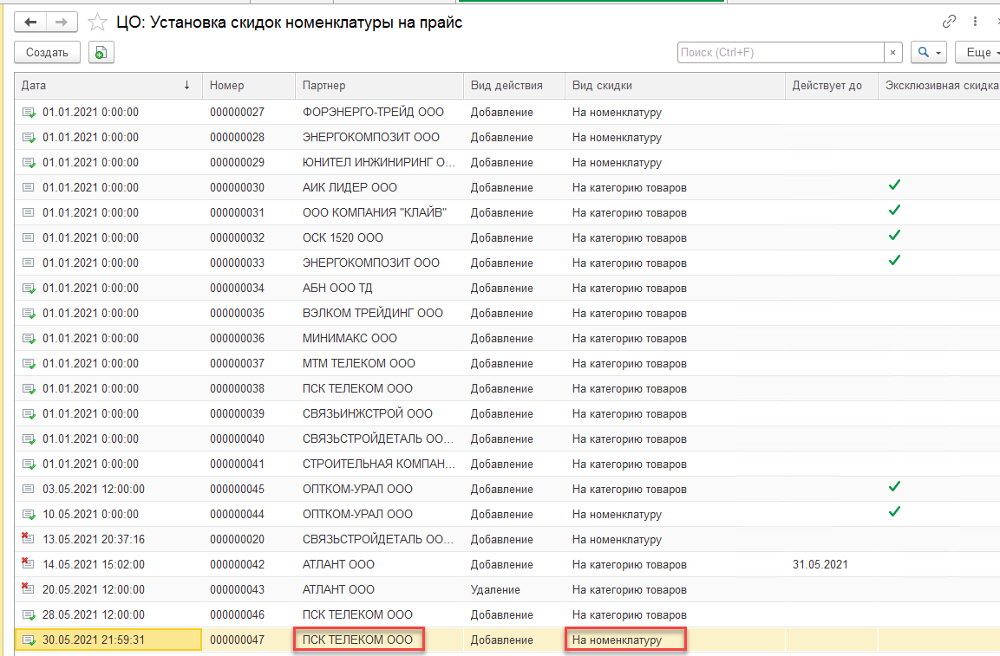 ЦО: Установка скидок номенклатуры на прайс
Создать Поиск (Ctrl+F) × Еще
Дата ↓ Номер Партнер Вид действия Вид скидки Действует до Эксклюзивная скидка
01.01.2021 0:00:00 000000027 ФОРЭНЕРГО-ТРЕЙД ООО Добавление На номенклатуру
01.01.2021 0:00:00 000000028 ЭНЕРГОКОМПОЗИТ ООО Добавление На номенклатуру
01.01.2021 0:00:00 000000029 ЮНИТЕЛ ИНЖИНИРИНГ О... Добавление На номенклатуру
01.01.2021 0:00:00 000000030 АИК ЛИДЕР ООО Добавление На категорию товаров
01.01.2021 0:00:00 000000031 ООО КОМПАНИЯ "КЛАЙВ" Добавление На категорию товаров
01.01.2021 0:00:00 000000032 ОСК 1520 ООО Добавление На категорию товаров
01.01.2021 0:00:00 000000033 ЭНЕРГОКОМПОЗИТ ООО Добавление На категорию товаров
01.01.2021 0:00:00 000000034 АБН ООО ТД Добавление На категорию товаров
01.01.2021 0:00:00 000000035 ВЭЛКОМ ТРЕЙДИНГ ООО Добавление На категорию товаров
01.01.2021 0:00:00 000000036 МИНИМАКС ООО Добавление На категорию товаров
01.01.2021 0:00:00 000000037 МТМ ТЕЛЕКОМ ООО Добавление На категорию товаров
01.01.2021 0:00:00 000000038 ПСК ТЕЛЕКОМ ООО Добавление На категорию товаров
01.01.2021 0:00:00 000000039 СВЯЗЬИНЖСТРОЙ ООО Добавление На категорию товаров
01.01.2021 0:00:00 000000040 СВЯЗЬСТРОЙДЕТАЛЬ ОО... Добавление На категорию товаров
01.01.2021 0:00:00 000000041 СТРОИТЕЛЬНАЯ КОМПАН... Добавление На категорию товаров
03.05.2021 12:00:00 000000045 ОПТКОМ-УРАЛ ООО Добавление На категорию товаров
10.05.2021 0:00:00 000000044 ОПТКОМ-УРАЛ ООО Добавление На номенклатуру
13.05.2021 20:37:16 000000020 СВЯЗЬСТРОЙДЕТАЛЬ ОО... Добавление На номенклатуру
14.05.2021 15:02:00 000000042 АТЛАНТ ООО Добавление На категорию товаров 31.05.2021
20.05.2021 12:00:00 000000043 АТЛАНТ ООО Удаление На категорию товаров
28.05.2021 12:00:00 000000046 ПСК ТЕЛЕКОМ ООО Добавление На категорию товаров
30.05.2021 21:59:31 000000047 ПСК ТЕЛЕКОМ ООО Добавление На номенклатуру